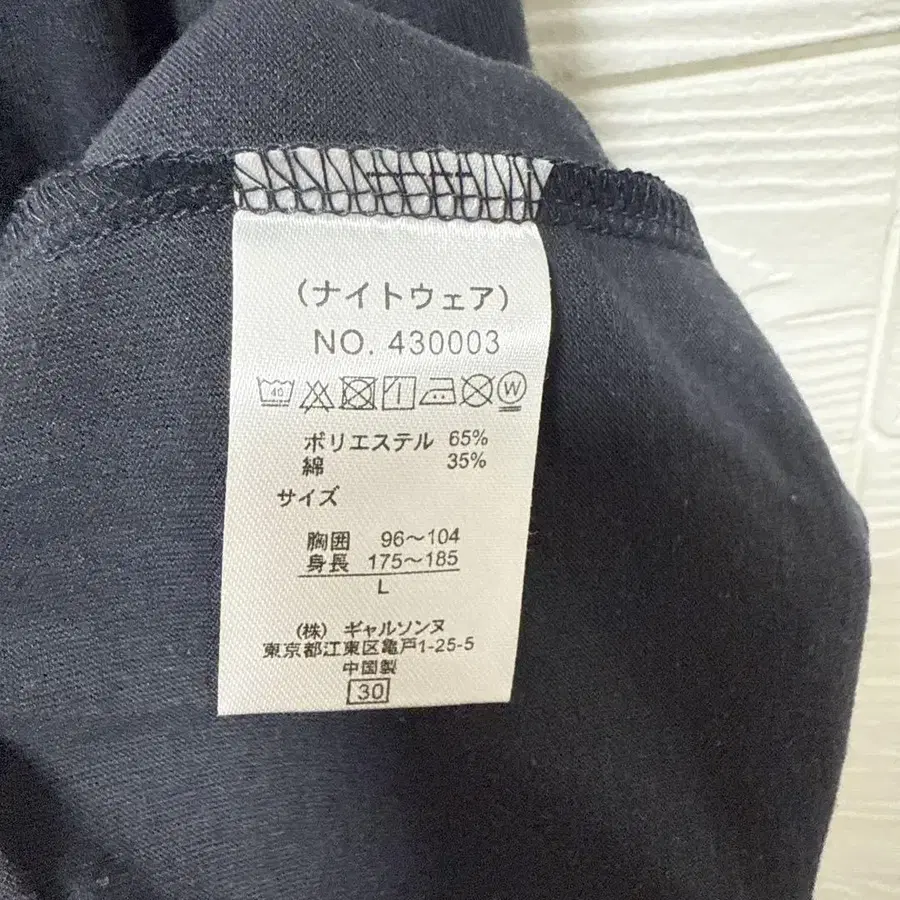 (ナイトウェア)
NO. 430003
40 W
ポリエステル 65%
綿 35%
サイズ
胸囲 96〜104
身長 175〜185
L
(株) ギャルソンヌ
東京都江東区亀戸1-25-5
中国製
30